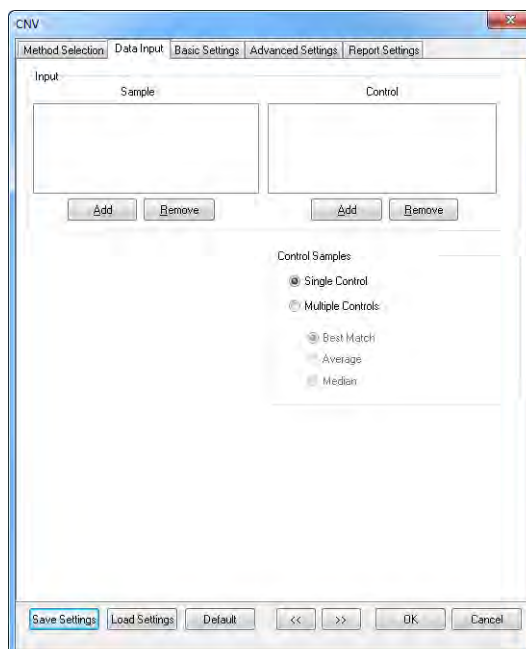 CNV
Method Selection Data Input Basic Settings Advanced Settings Report Settings
Input
Sample Control
Add Remove Add Remove
Control Samples
Single Control
Multiple Controls
Best Match
Average
Median
Save Settings Load Settings Default << >> OK Cancel